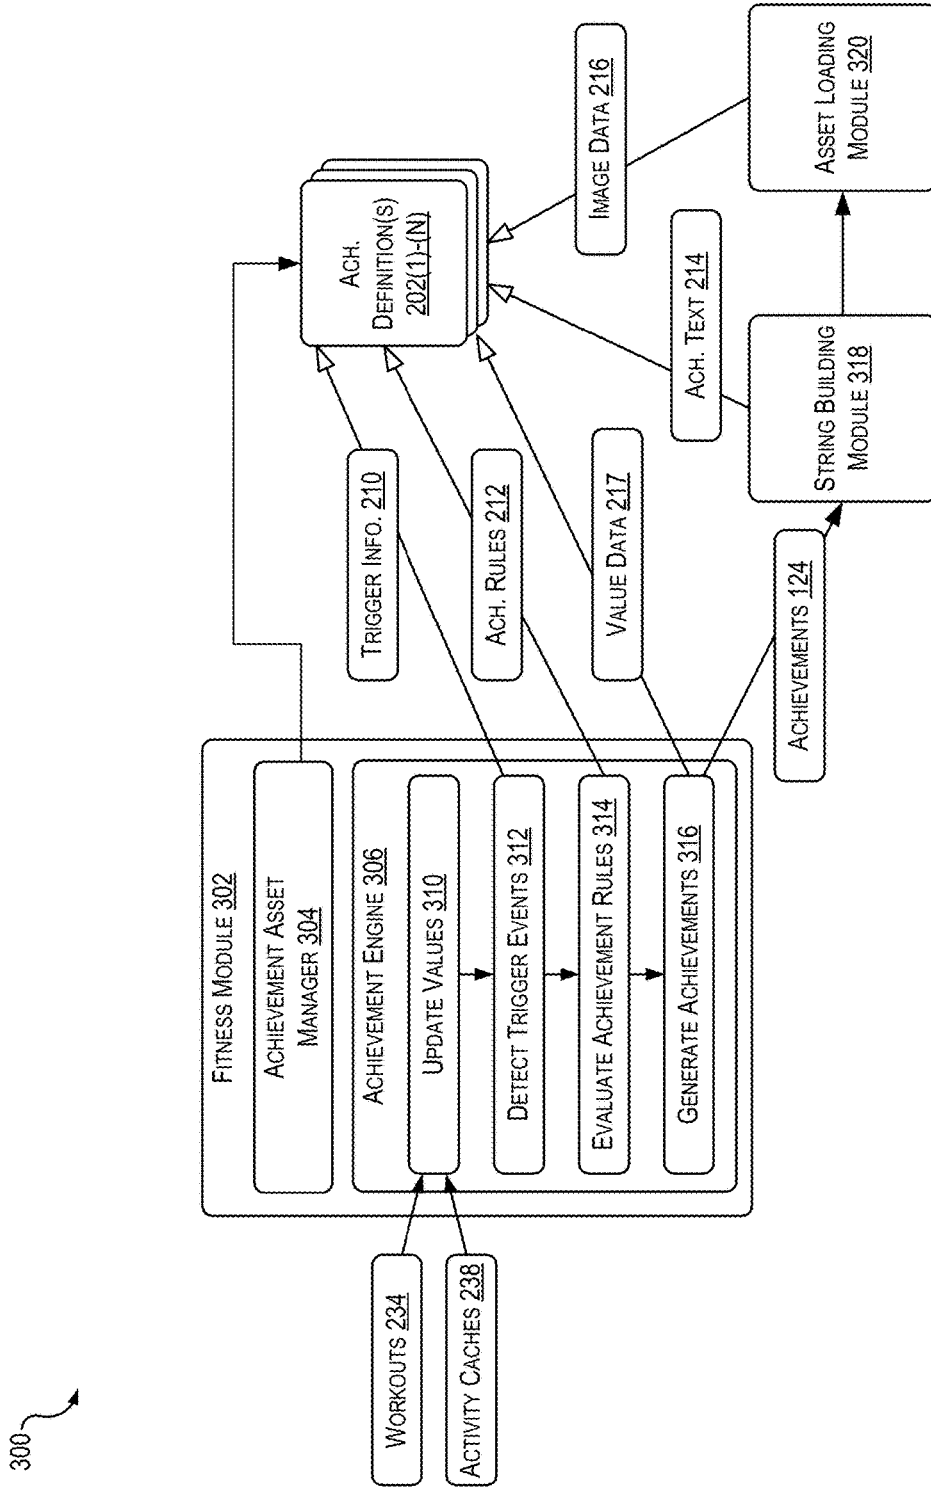 300
WORKOUTS 234
ACTIVITY CACHES 238
FITNESS MODULE 302
ACHIEVEMENT ASSET
MANAGER 304
ACHIEVEMENT ENGINE 306
UPDATE VALUES 310
DETECT TRIGGER EVENTS 312
EVALUATE ACHIEVEMENT RULES 314
GENERATE ACHIEVEMENTS 316
TRIGGER INFO. 210
ACH. RULES 212
VALUE DATA 217
ACHIEVEMENTS 124
ACH.
DEFINITION(S)
202(1)-(N)
ACH. TEXT 214
IMAGE DATA 216
STRING BUILDING
MODULE 318
ASSET LOADING
MODULE 320